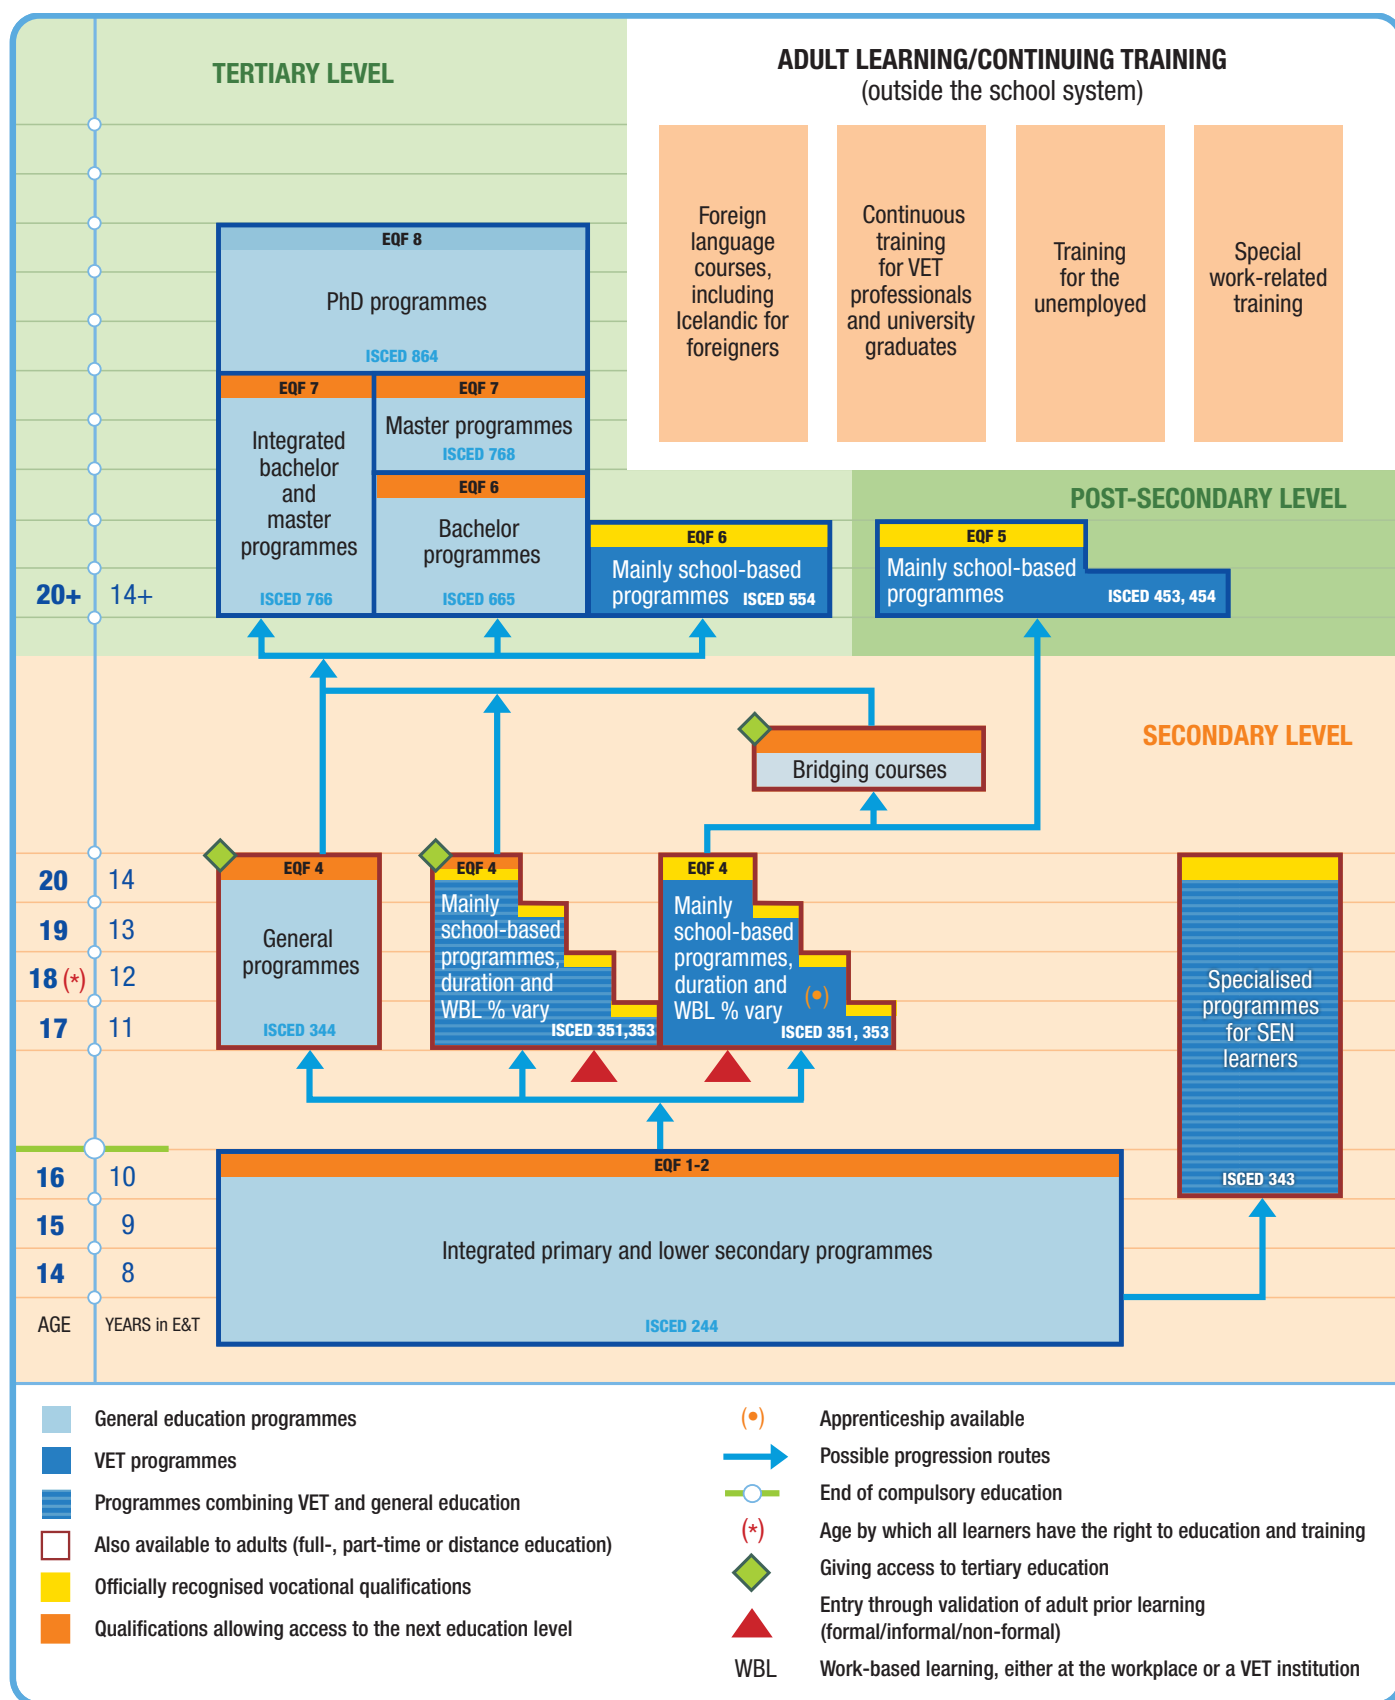 TERTIARY LEVEL
ADULT LEARNING/CONTINUING TRAINING
(outside the school system)
Foreign
language
courses,
including
Icelandic for
foreigners
Continuous
training
for VET
professionals
and university
graduates
Training
for the
unemployed
Special
work-related
training
EQF 8
PhD programmes
ISCED 864
EQF 7
Integrated
bachelor
and
master
programmes
ISCED 766
EQF 7
Master programmes
ISCED 768
EQF 6
Bachelor
programmes
ISCED 665
EQF 6
Mainly school-based
programmes ISCED 554
POST-SECONDARY LEVEL
EQF 5
Mainly school-based
programmes
ISCED 453, 454
20+ 14+
SECONDARY LEVEL
Bridging courses
EQF 4
General
programmes
ISCED 344
EQF 4
Mainly
school-based
programmes,
duration and
WBL % vary
ISCED 351,353
EQF 4
Mainly
school-based
programmes,
duration and
WBL % vary
(•)
ISCED 351, 353
Specialised
programmes
for SEN
learners
ISCED 343
20 14
19 13
18 (*) 12
17 11
16 10
15 9
14 8
AGE YEARS in E&T
EQF 1-2
Integrated primary and lower secondary programmes
ISCED 244
General education programmes
VET programmes
Programmes combining VET and general education
Also available to adults (full-, part-time or distance education)
Officially recognised vocational qualifications
Qualifications allowing access to the next education level
(•) Apprenticeship available
Possible progression routes
End of compulsory education
(*) Age by which all learners have the right to education and training
Giving access to tertiary education
Entry through validation of adult prior learning
(formal/informal/non-formal)
WBL Work-based learning, either at the workplace or a VET institution